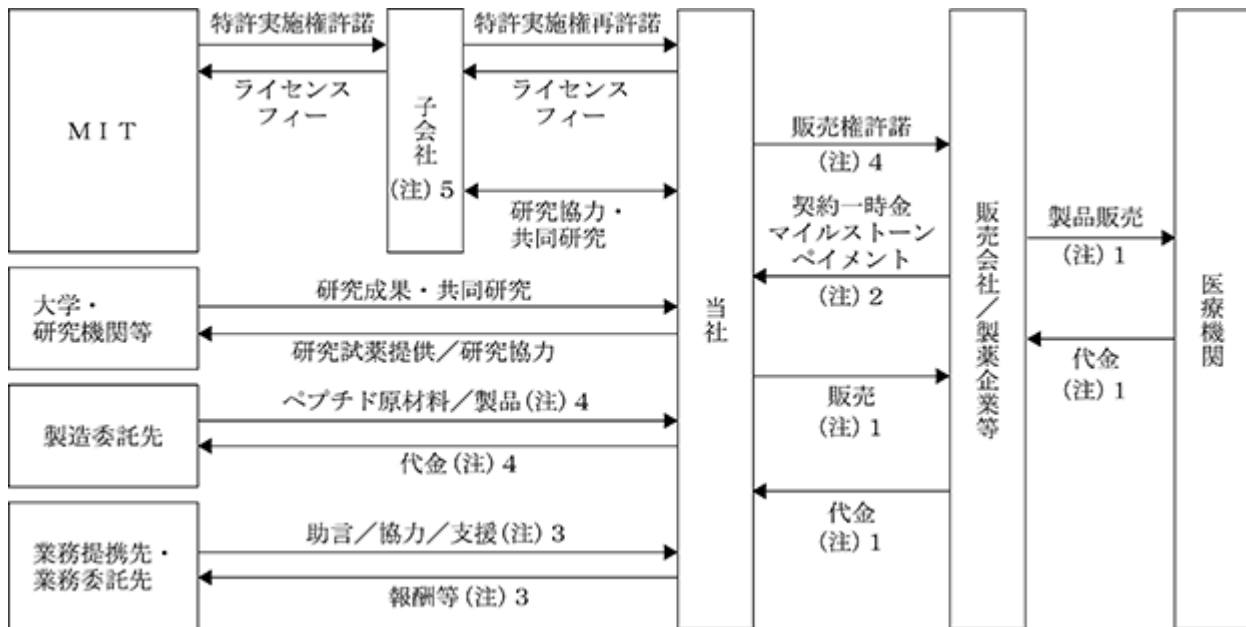 ＭＩＴ
特許実施権許諾
ライセンス
フィー
子会社
(注) 5
特許実施権再許諾
ライセンス
フィー
研究協力・
共同研究
大学・
研究機関等
研究成果・共同研究
研究試薬提供／研究協力
製造委託先
ペプチド原材料／製品(注) 4
代金(注) 4
業務提携先・
業務委託先
助言／協力／支援(注) 3
報酬等(注) 3
当社
販売権許諾
(注) 4
契約一時金
マイルストーン
ペイメント
(注) 2
販売
(注) 1
代金
(注) 1
販売会社／製薬企業等
製品販売
(注) 1
代金
(注) 1
医療機関